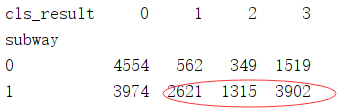 cls_result 0 1 2 3
subway
0 4554 562 349 1519
1 3974 2621 1315 3902